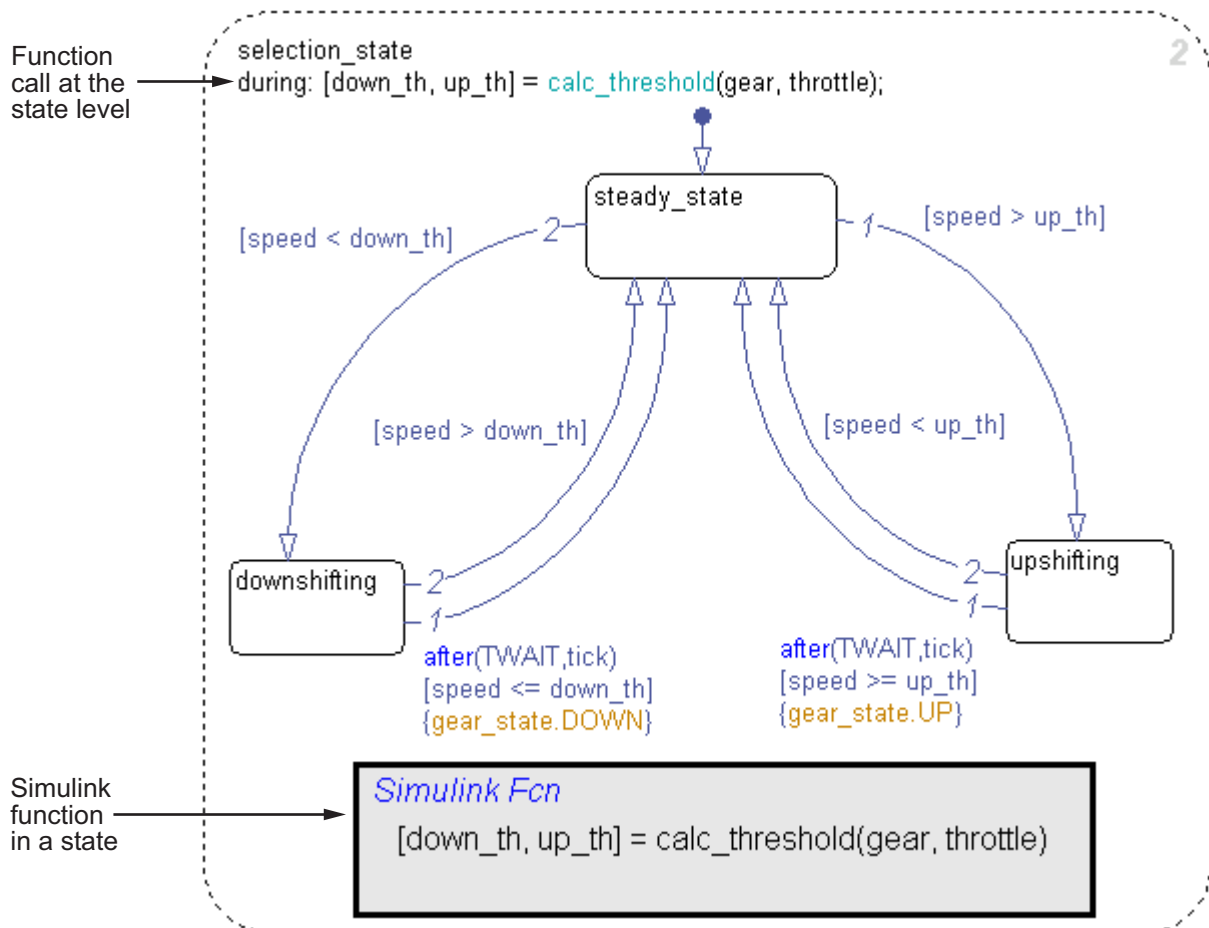 Function
call at the
state level
selection_state
2
during: [down_th, up_th] = calc_threshold(gear, throttle);
steady_state
[speed < down_th]
2
1
[speed > up_th]
[speed > down_th]
[speed < up_th]
downshifting
2
1
upshifting
2
1
after(TWAIT,tick)
[speed <= down_th]
{gear_state.DOWN}
after(TWAIT,tick)
[speed >= up_th]
{gear_state.UP}
Simulink
function
in a state
Simulink Fcn
[down_th, up_th] = calc_threshold(gear, throttle)